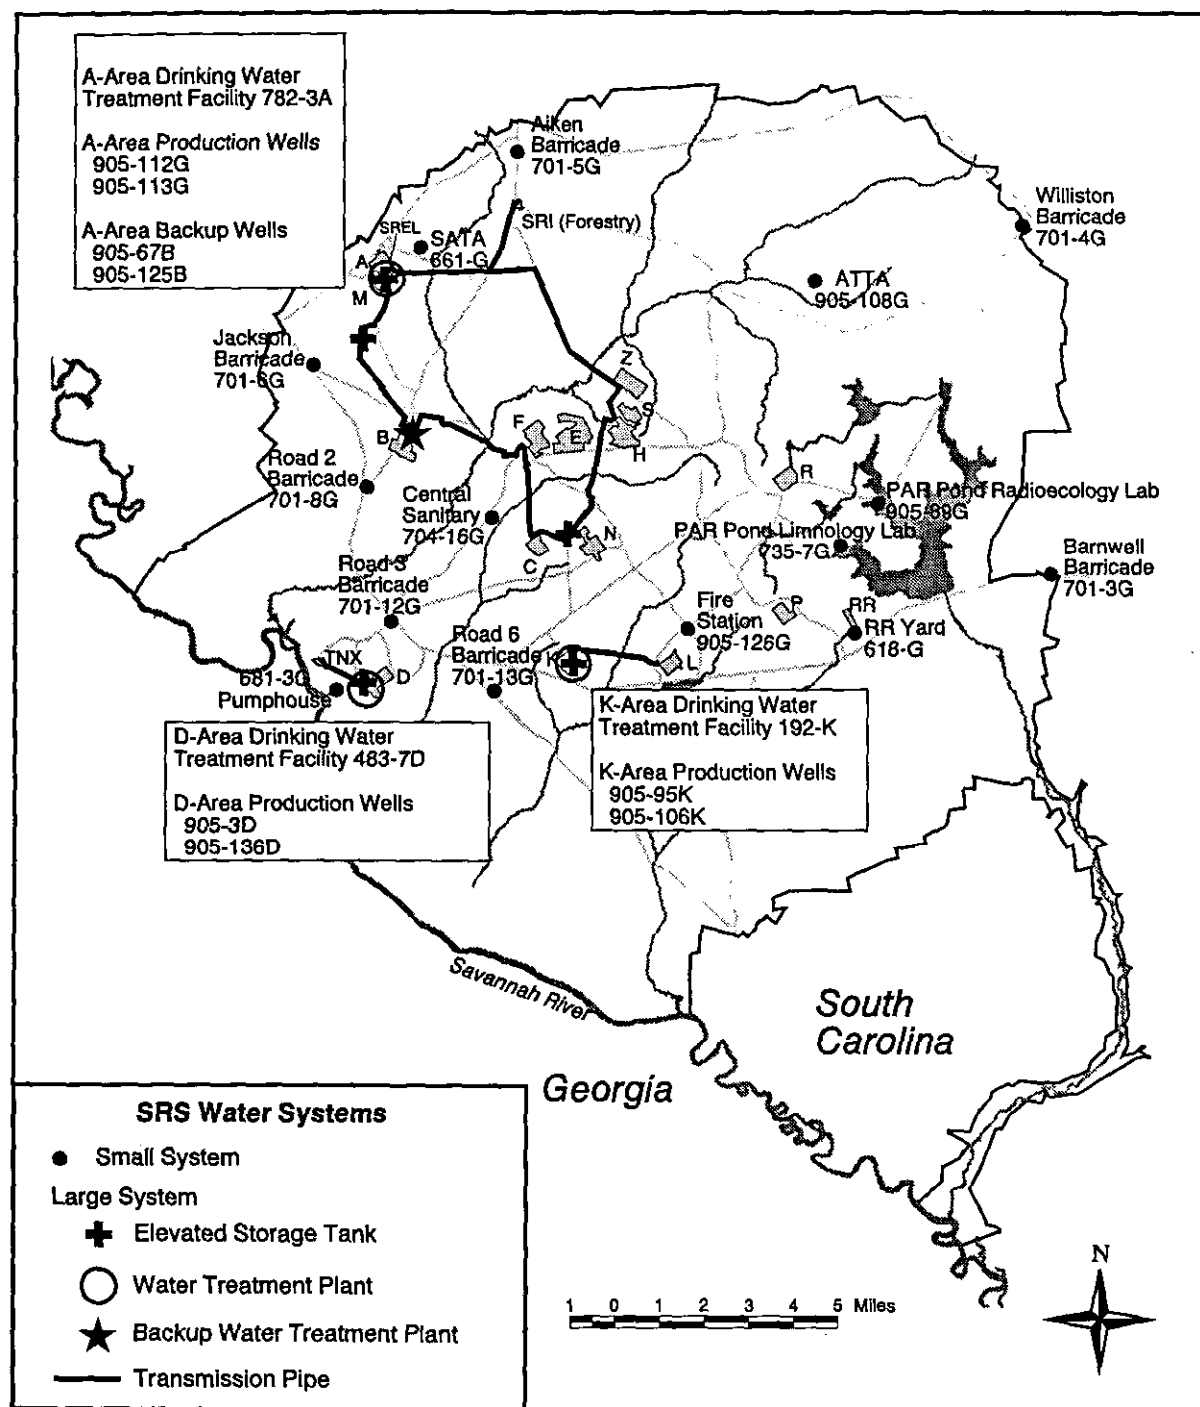 A-Area Drinking Water
Treatment Facility 782-3A
A-Area Production Wells
905-112G
905-113G
A-Area Backup Wells
905-67B
905-125B
Aiken
Barricade
701-5G
SRI (Forestry)
SREL
SATA
661-G
A
M
Williston
Barricade
701-4G
ATTA
905-108G
Jackson
Barricade
Z
S
F
E
H
B
R
Road 2
Barricade
701-8G
Central
Sanitary
704-16G
PAR Pond Radioecology Lab
905-89G
PAR Pond Limnology Lab
735-7G
N
C
Barnwell
Barricade
701-3G
Road 3
Barricade
701-12G
Fire
Station
905-126G
P
RR
RR Yard
618-G
Road 6
Barricade
701-13G
K
L
TNX
681-3G
Pumphouse
D
D-Area Drinking Water
Treatment Facility 483-7D
D-Area Production Wells
905-3D
905-136D
K-Area Drinking Water
Treatment Facility 192-K
K-Area Production Wells
905-95K
905-106K
Savannah River
South
Carolina
Georgia
SRS Water Systems
Small System
Large System
Elevated Storage Tank
Water Treatment Plant
Backup Water Treatment Plant
Transmission Pipe
1 0 1 2 3 4 5 Miles
N